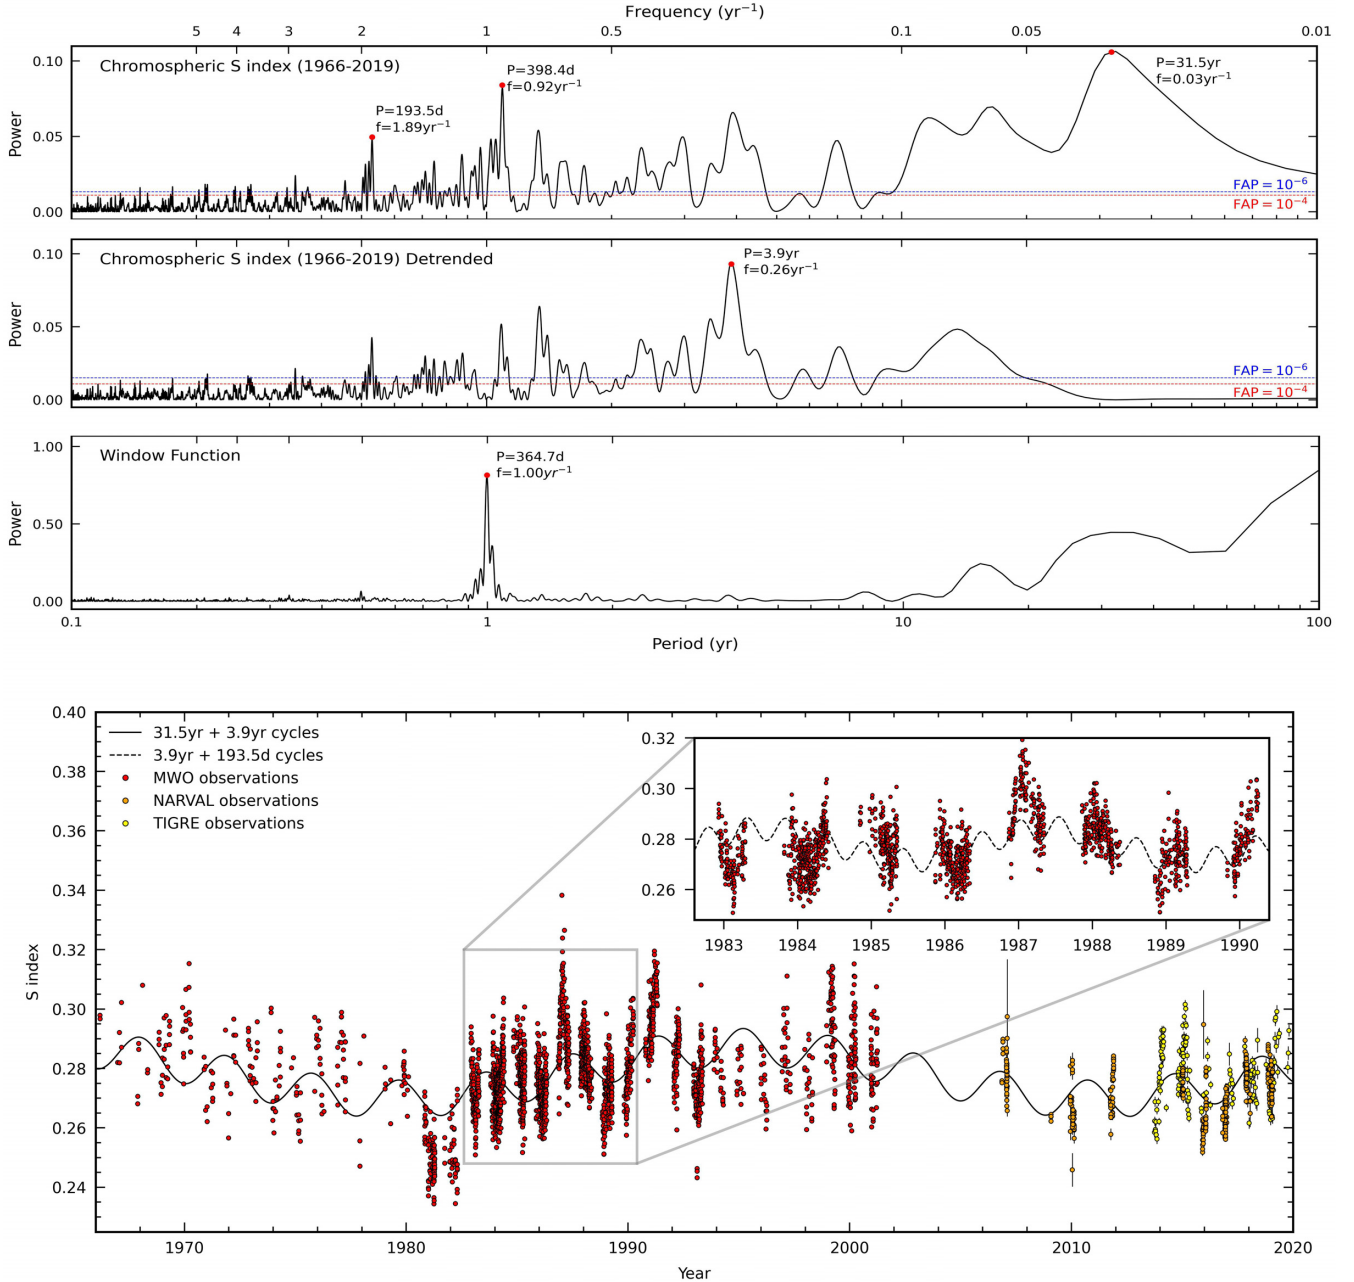 Frequency (yr⁻¹)
5 4 3 2 1 0.5 0.1 0.05 0.01
Chromospheric S index (1966-2019)
P=193.5d
f=1.89yr⁻¹
P=398.4d
f=0.92yr⁻¹
P=31.5yr
f=0.03yr⁻¹
FAP = 10⁻⁶
FAP = 10⁻⁴
Power
0.10
0.05
0.00
Chromospheric S index (1966-2019) Detrended
P=3.9yr
f=0.26yr⁻¹
FAP = 10⁻⁶
FAP = 10⁻⁴
Power
0.10
0.05
0.00
Window Function
P=364.7d
f=1.00yr⁻¹
Power
1.00
0.50
0.00
0.1 1 10 100
Period (yr)
31.5yr + 3.9yr cycles
3.9yr + 193.5d cycles
MWO observations
NARVAL observations
TIGRE observations
0.32
0.30
0.28
0.26
1983 1984 1985 1986 1987 1988 1989 1990
S index
0.40
0.38
0.36
0.34
0.32
0.30
0.28
0.26
0.24
1970 1980 1990 2000 2010 2020
Year